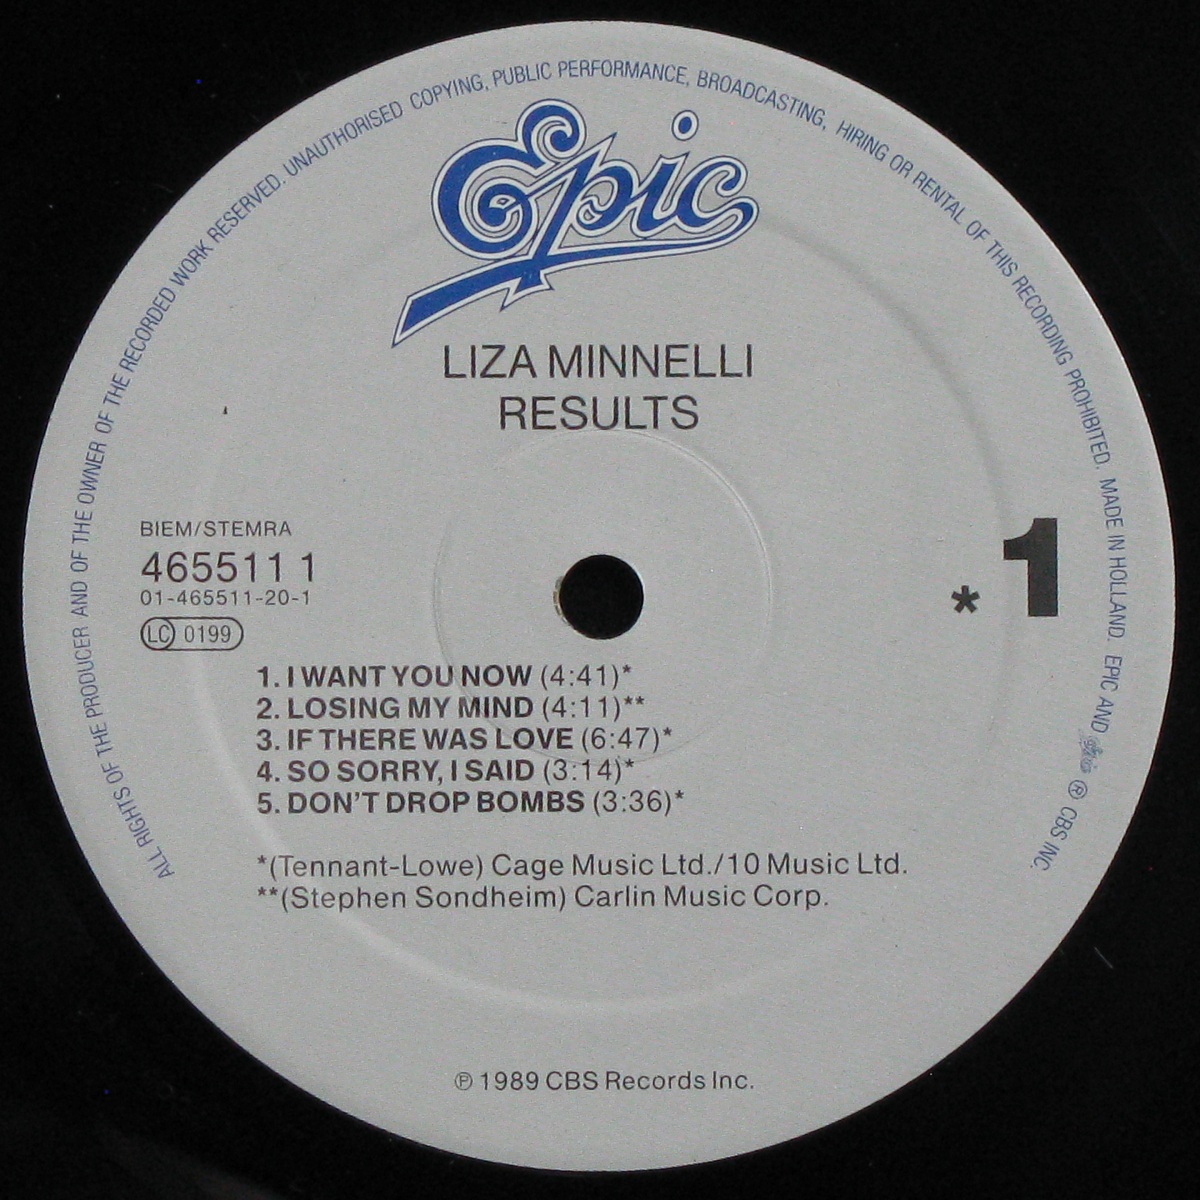 ALL RIGHTS OF THE PRODUCER AND OF THE OWNER OF THE RECORDED WORK RESERVED. UNAUTHORISED COPYING, PUBLIC PERFORMANCE, BROADCASTING, HIRING OR RENTAL OF THIS RECORDING PROHIBITED. MADE IN HOLLAND. EPIC AND Epic ® CBS INC.
Epic
LIZA MINNELLI
RESULTS
BIEM/STEMRA
465511 1
01-465511-20-1
LC 0199
* 1
1. I WANT YOU NOW (4:41)*
2. LOSING MY MIND (4:11)**
3. IF THERE WAS LOVE (6:47)*
4. SO SORRY, I SAID (3:14)*
5. DON'T DROP BOMBS (3:36)*
*(Tennant-Lowe) Cage Music Ltd./10 Music Ltd.
**(Stephen Sondheim) Carlin Music Corp.
℗ 1989 CBS Records Inc.